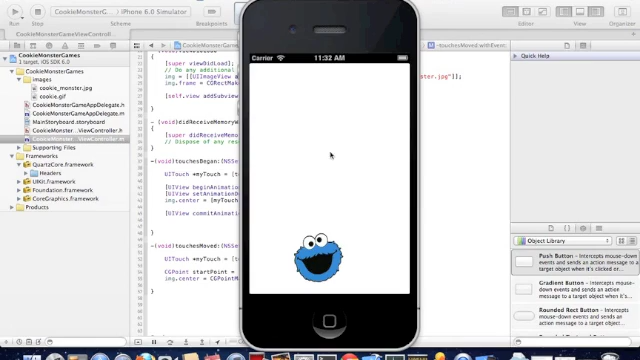 CookieMonsterGames
iPhone 6.0 Simulator
Run
Stop
Scheme
Breakpoints
Editor
View
Organizer
CookieMonsterGameViewControll...
CookieMonsterGames
1 target, iOS SDK 6.0
CookieMonsterGames
images
cookie_monster.jpg
cookie.gif
CookieMonsterGameAppDelegate.h
CookieMonsterGameAppDelegate.m
MainStoryboard.storyboard
CookieMonster...ViewController.h
CookieMonster...ViewController.m
Supporting Files
Frameworks
QuartzCore.framework
Headers
UIKit.framework
Foundation.framework
CoreGraphics.framework
Products
-touchesMoved:withEvent:
[super viewDidLoad];
// Do any additional
img = [[UIImageView
ster.jpg"]];
img.frame = CGRectMak
[self.view addSubview
- (void)didReceiveMemoryW
[super didReceiveMem
// Dispose of any res
-(void)touchesBegan:(NSSe
UITouch *myTouch = [t
[UIView beginAnimatio
[UIView setAnimationD
img.center = [myTouch
[UIView commitAnimati
-(void)touchesMoved:(NSSe
UITouch *myTouch = [t
CGPoint startPoint =
img.center = CGPointM
Carrier
11:32 AM
Quick Help
Object Library
Push Button - Intercepts mouse-
down events and sends an action message to a
target object when it's clicked or...
Gradient Button - Intercepts mouse-
down events and sends an action message to a
target object when it's clicked or...
Rounded Rect Button - Intercepts
mouse-down events and sends an action message to a